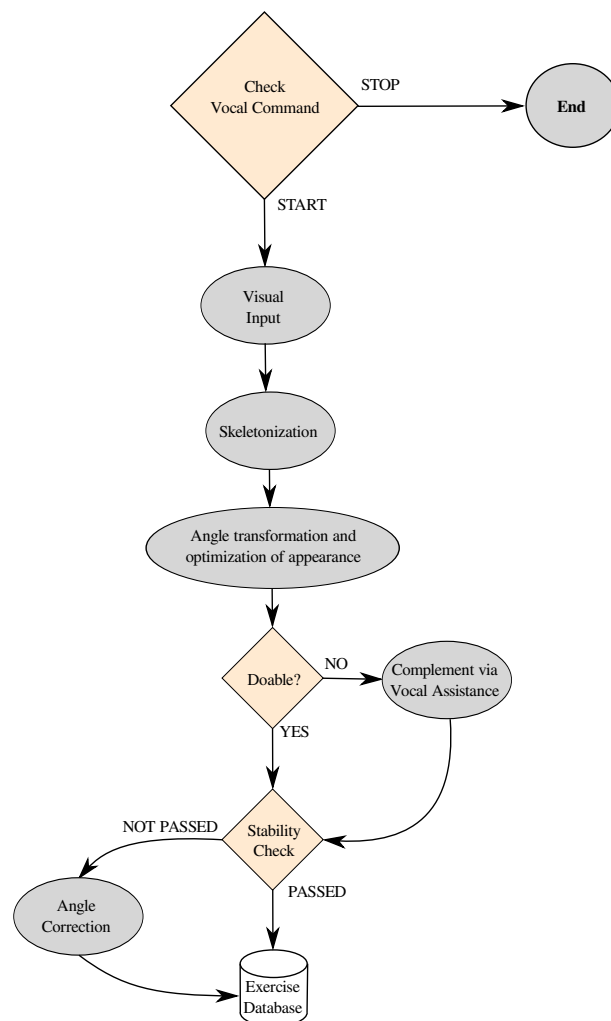 Check
Vocal Command
STOP
End
START
Visual
Input
Skeletonization
Angle transformation and
optimization of appearance
Doable?
NO
Complement via
Vocal Assistance
YES
NOT PASSED
Stability
Check
PASSED
Angle
Correction
Exercise
Database